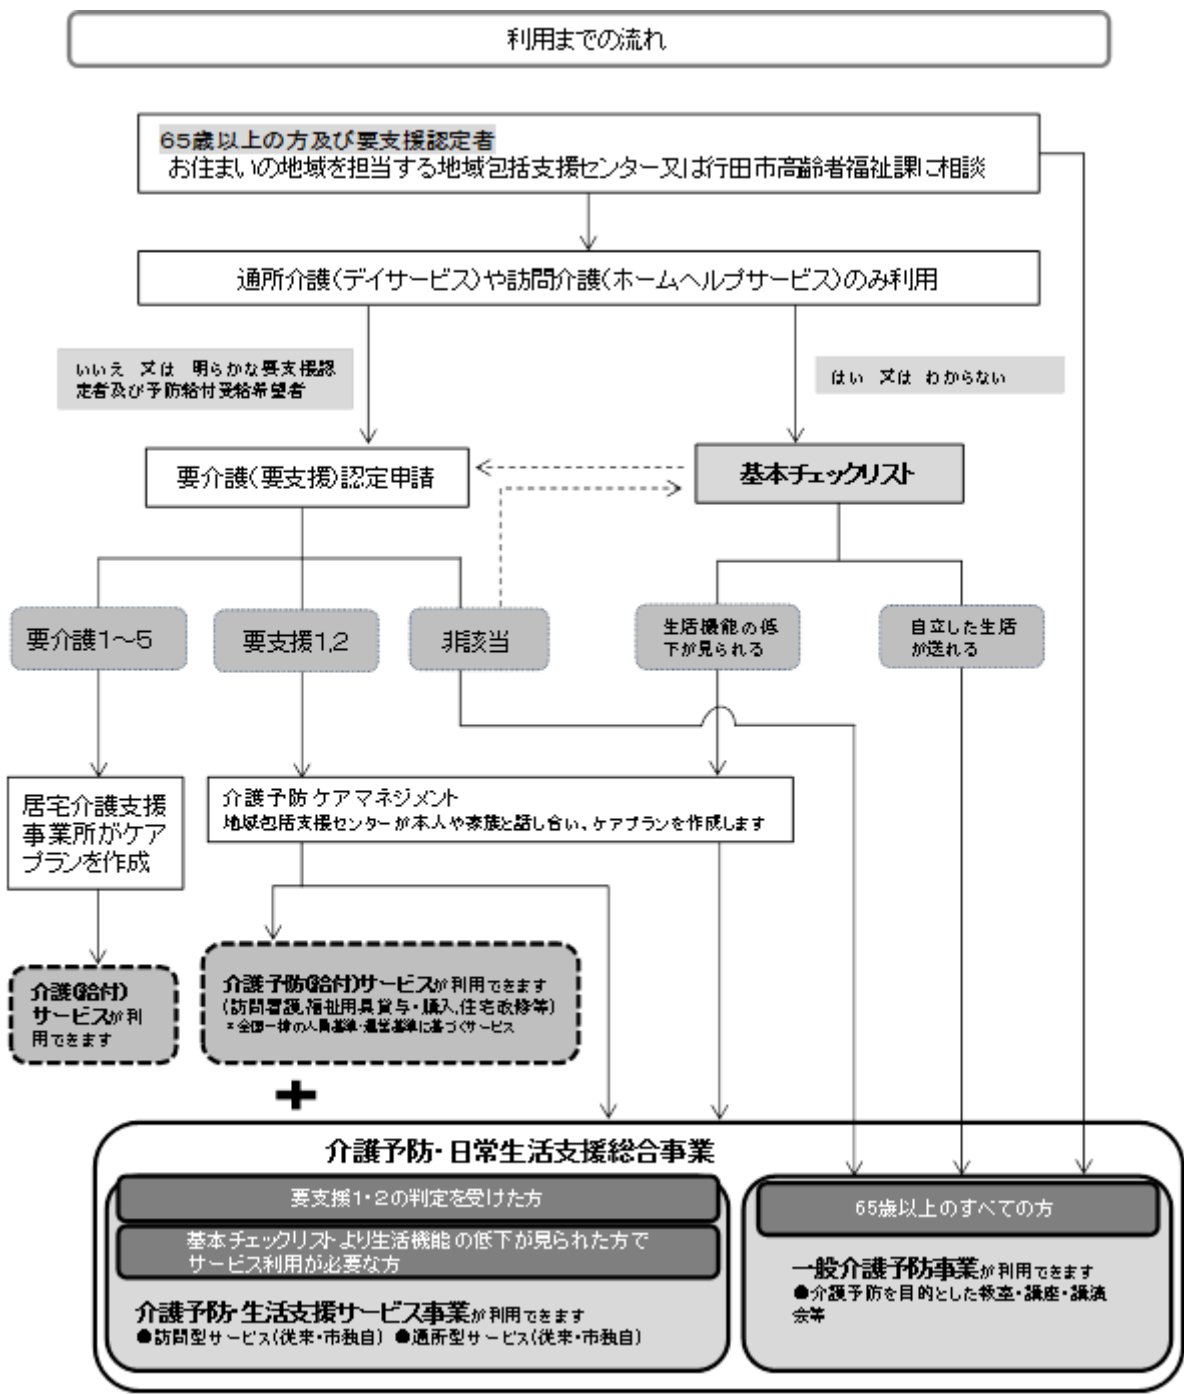 利用までの流れ
65歳以上の方及び要支援認定者
お住まいの地域を担当する地域包括支援センター又は行田市高齢者福祉課に相談
通所介護(デイサービス)や訪問介護(ホームヘルプサービス)のみ利用
いいえ 又は 明らかな要支援認
定者及び予防給付受給希望者
はい 又は わからない
要介護(要支援)認定申請
基本チェックリスト
要介護1～5
要支援1,2
非該当
生活機能の低
下が見られる
自立した生活
が送れる
居宅介護支援
事業所がケア
プランを作成
介護予防ケアマネジメント
地域包括支援センターが本人や家族と話し合い、ケアプランを作成します
介護(給付)
サービスが利
用できます
介護予防(給付)サービスが利用できます
(訪問看護,福祉用具貸与・購入,住宅改修等)
*全国一律の人員基準・運営基準に基づくサービス
+
介護予防・日常生活支援総合事業
要支援1・2の判定を受けた方
基本チェックリストより生活機能の低下が見られた方で
サービス利用が必要な方
介護予防・生活支援サービス事業が利用できます
●訪問型サービス(従来・市独自) ●通所型サービス(従来・市独自)
65歳以上のすべての方
一般介護予防事業が利用できます
●介護予防を目的とした教室・講座・講演
会等